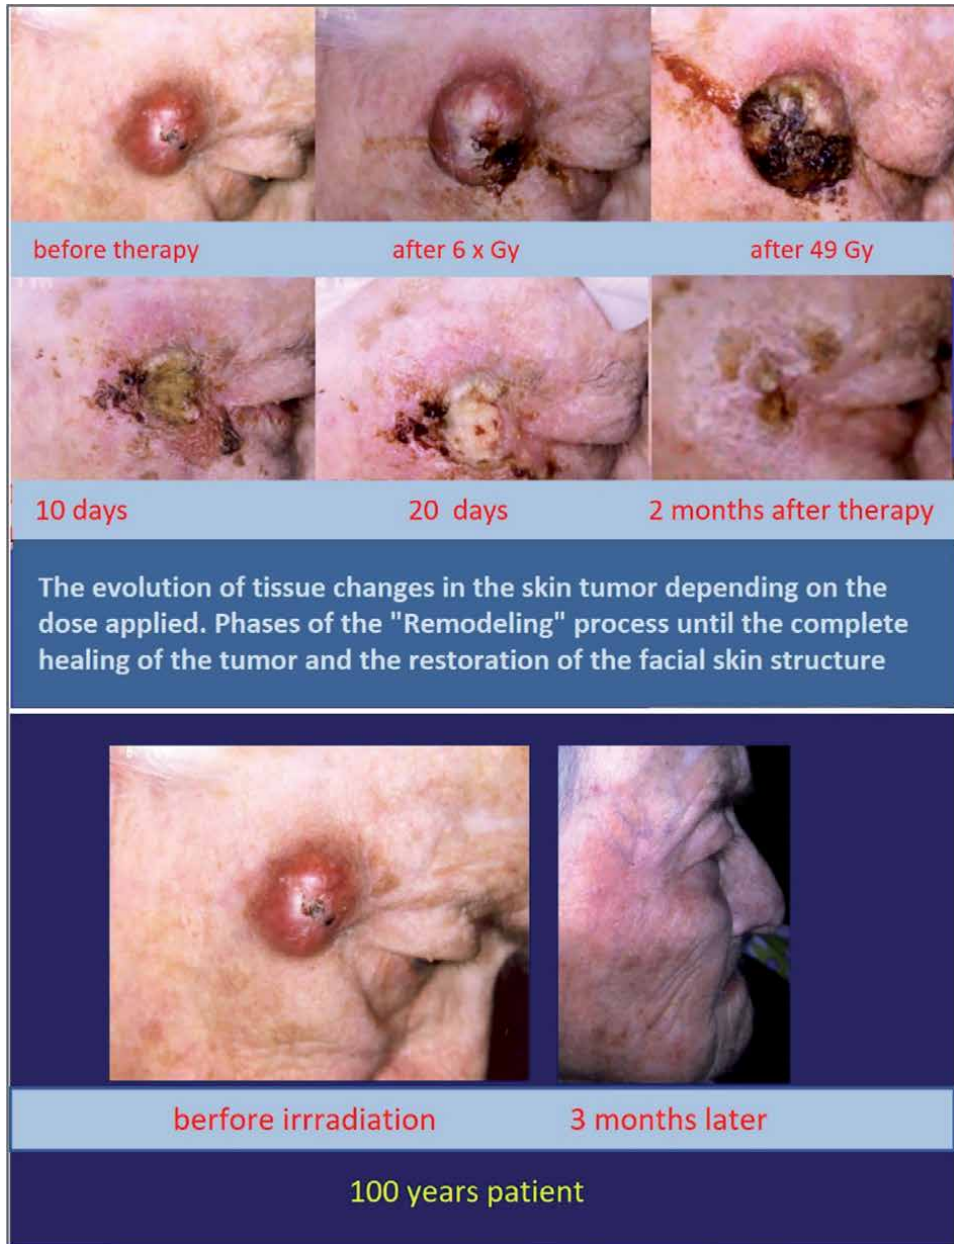 before therapy
after 6 x Gy
after 49 Gy
10 days
20 days
2 months after therapy
The evolution of tissue changes in the skin tumor depending on the
dose applied. Phases of the "Remodeling" process until the complete
healing of the tumor and the restoration of the facial skin structure
berfore irrradiation
3 months later
100 years patient